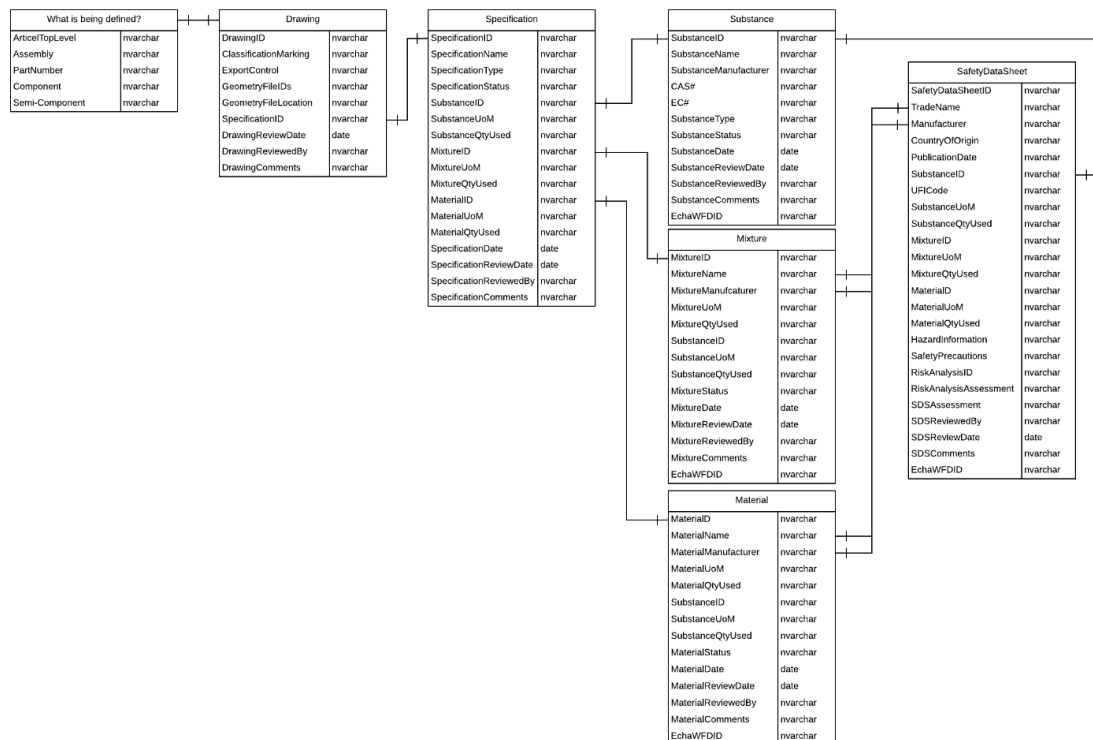 What is being defined?
ArticelTopLevel nvarchar
Assembly nvarchar
PartNumber nvarchar
Component nvarchar
Semi-Component nvarchar
Drawing
DrawingID nvarchar
ClassificationMarking nvarchar
ExportControl nvarchar
GeometryFileIDs nvarchar
GeometryFileLocation nvarchar
SpecificationID nvarchar
DrawingReviewDate date
DrawingReviewedBy nvarchar
DrawingComments nvarchar
Specification
SpecificationID nvarchar
SpecificationName nvarchar
SpecificationType nvarchar
SpecificationStatus nvarchar
SubstanceID nvarchar
SubstanceUoM nvarchar
SubstanceQtyUsed nvarchar
MixtureID nvarchar
MixtureUoM nvarchar
MixtureQtyUsed nvarchar
MaterialID nvarchar
MaterialUoM nvarchar
MaterialQtyUsed nvarchar
SpecificationDate date
SpecificationReviewDate date
SpecificationReviewedBy nvarchar
SpecificationComments nvarchar
Substance
SubstanceID nvarchar
SubstanceName nvarchar
SubstanceManufacturer nvarchar
CAS# nvarchar
EC# nvarchar
SubstanceType nvarchar
SubstanceStatus nvarchar
SubstanceDate date
SubstanceReviewDate date
SubstanceReviewedBy nvarchar
SubstanceComments nvarchar
EchaWFDID nvarchar
Mixture
MixtureID nvarchar
MixtureName nvarchar
MixtureManufcaturer nvarchar
MixtureUoM nvarchar
MixtureQtyUsed nvarchar
SubstanceID nvarchar
SubstanceUoM nvarchar
SubstanceQtyUsed nvarchar
MixtureStatus nvarchar
MixtureDate date
MixtureReviewDate date
MixtureReviewedBy nvarchar
MixtureComments nvarchar
EchaWFDID nvarchar
Material
MaterialD nvarchar
MaterialName nvarchar
MaterialManufacturer nvarchar
MaterialUoM nvarchar
MaterialQtyUsed nvarchar
SubstanceID nvarchar
SubstanceUoM nvarchar
SubstanceQtyUsed nvarchar
MaterialStatus nvarchar
MaterialDate date
MaterialReviewDate date
MaterialReviewedBy nvarchar
MaterialComments nvarchar
EchaWFDID nvarchar
SafetyDataSheet
SafetyDataSheetID nvarchar
TradeName nvarchar
Manufacturer nvarchar
CountryOfOrigin nvarchar
PublicationDate nvarchar
SubstanceID nvarchar
UFICode nvarchar
SubstanceUoM nvarchar
SubstanceQtyUsed nvarchar
MixtureID nvarchar
MixtureUoM nvarchar
MixtureQtyUsed nvarchar
MaterialID nvarchar
MaterialUoM nvarchar
MaterialQtyUsed nvarchar
HazardInformation nvarchar
SafetyPrecautions nvarchar
RiskAnalysisID nvarchar
RiskAnalysisAssessment nvarchar
SDSAssessment nvarchar
SDSReviewedBy nvarchar
SDSReviewDate date
SDSComments nvarchar
EchaWFDID nvarchar